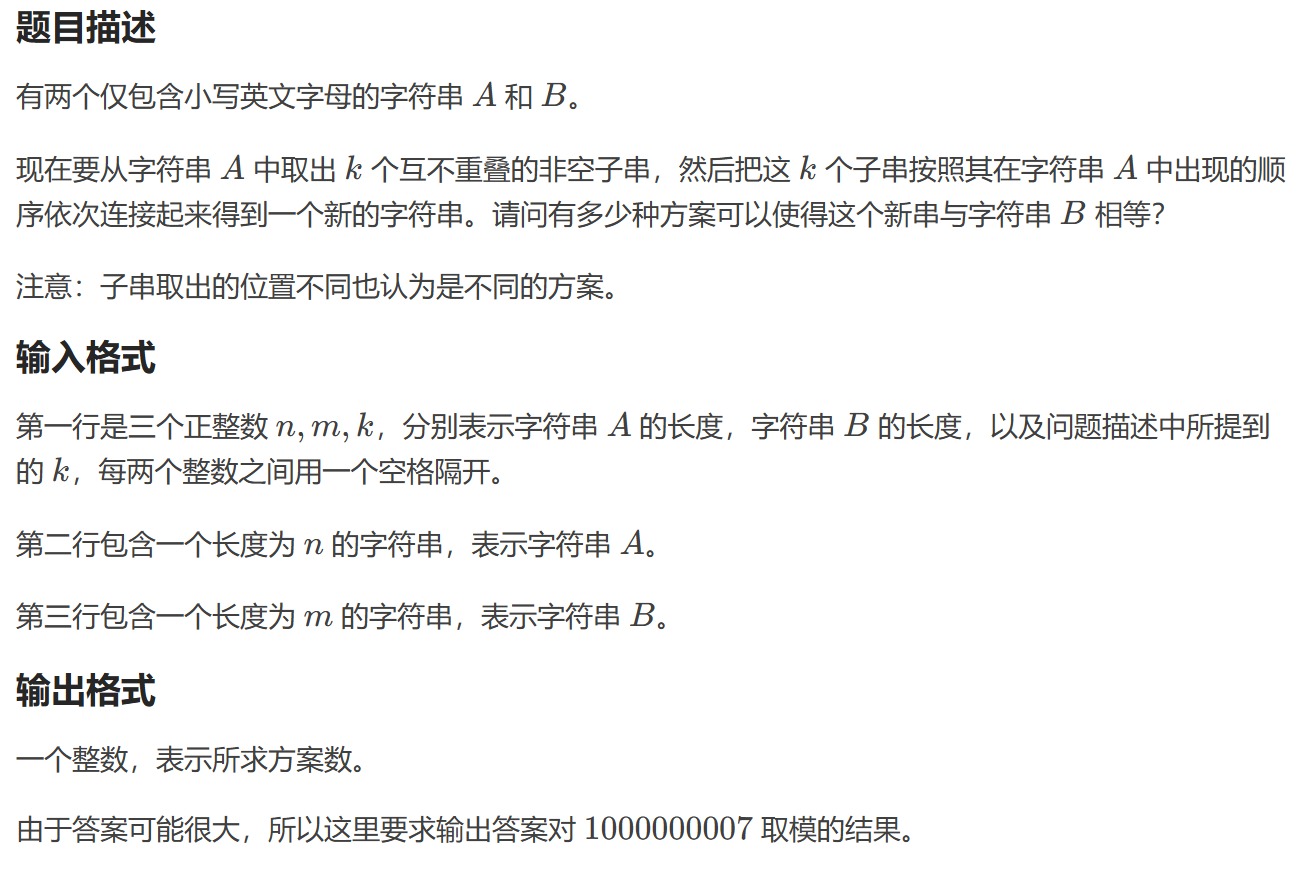 题目描述
有两个仅包含小写英文字母的字符串 A 和 B。
现在要从字符串 A 中取出 k 个互不重叠的非空子串，然后把这 k 个子串按照其在字符串 A 中出现的顺
序依次连接起来得到一个新的字符串。请问有多少种方案可以使得这个新串与字符串 B 相等？
注意：子串取出的位置不同也认为是不同的方案。
输入格式
第一行是三个正整数 n, m, k，分别表示字符串 A 的长度，字符串 B 的长度，以及问题描述中所提到
的 k，每两个整数之间用一个空格隔开。
第二行包含一个长度为 n 的字符串，表示字符串 A。
第三行包含一个长度为 m 的字符串，表示字符串 B。
输出格式
一个整数，表示所求方案数。
由于答案可能很大，所以这里要求输出答案对 1000000007 取模的结果。